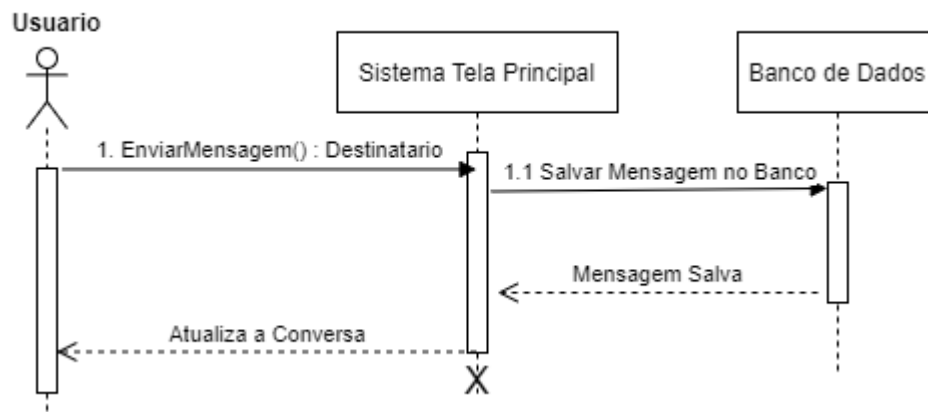 Usuario
Sistema Tela Principal
Banco de Dados
1. EnviarMensagem() : Destinatario
1.1 Salvar Mensagem no Banco
Mensagem Salva
Atualiza a Conversa
X